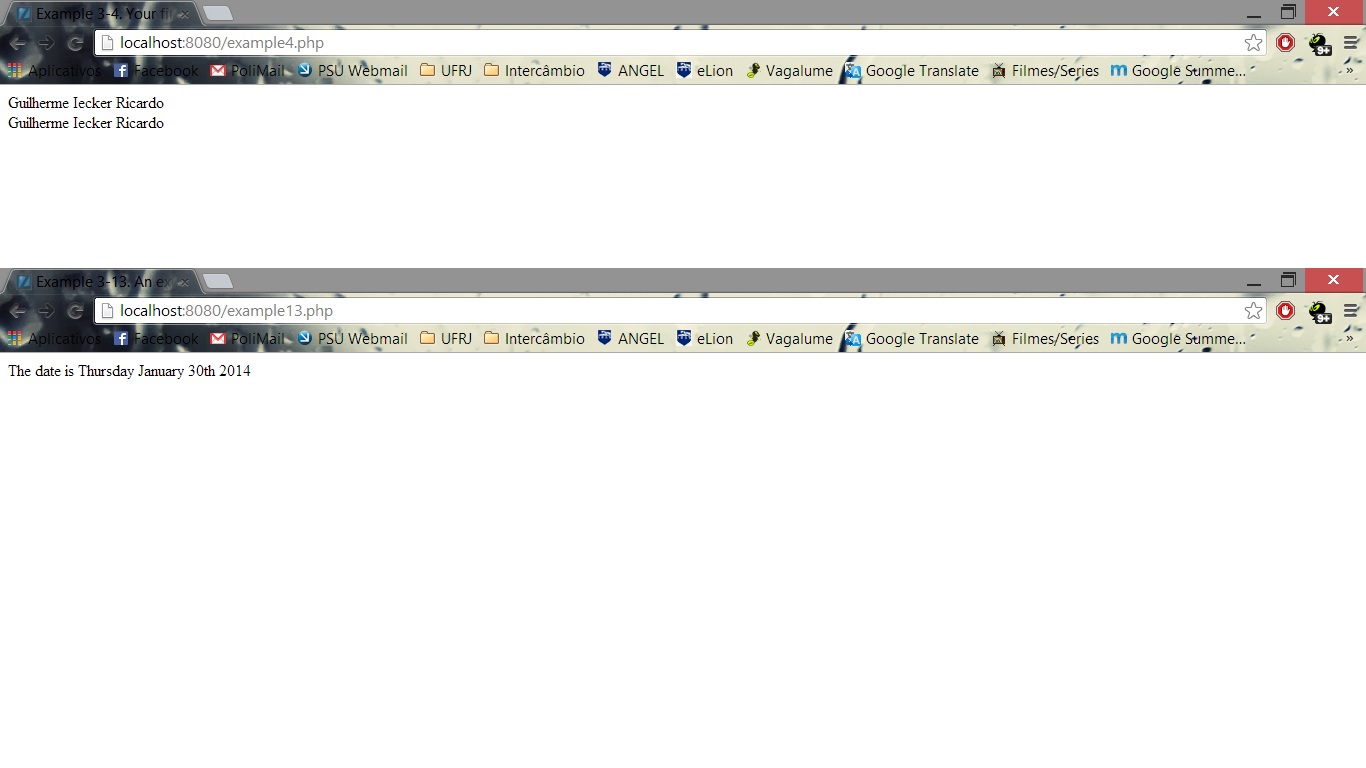 Example 3-4. Your fi
localhost:8080/example4.php
9+
Aplicativos Facebook PoliMail PSU Webmail UFRJ Intercâmbio ANGEL eLion Vagalume Google Translate Filmes/Series Google Summe... »
Guilherme Iecker Ricardo
Guilherme Iecker Ricardo
Example 3-13. An ex
localhost:8080/example13.php
9+
Aplicativos Facebook PoliMail PSU Webmail UFRJ Intercâmbio ANGEL eLion Vagalume Google Translate Filmes/Series Google Summe... »
The date is Thursday January 30th 2014